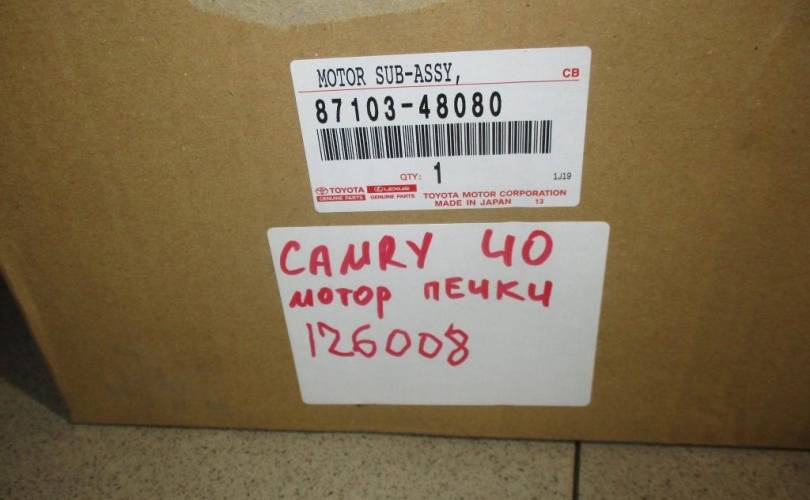 MOTOR SUB-ASSY,
CB
87103-48080
QTY: 1
1J19
TOYOTA LEXUS TOYOTA MOTOR CORPORATION
GENUINE PARTS GENUINE PARTS MADE IN JAPAN 13
CAMRY 40
мотор печки
126008